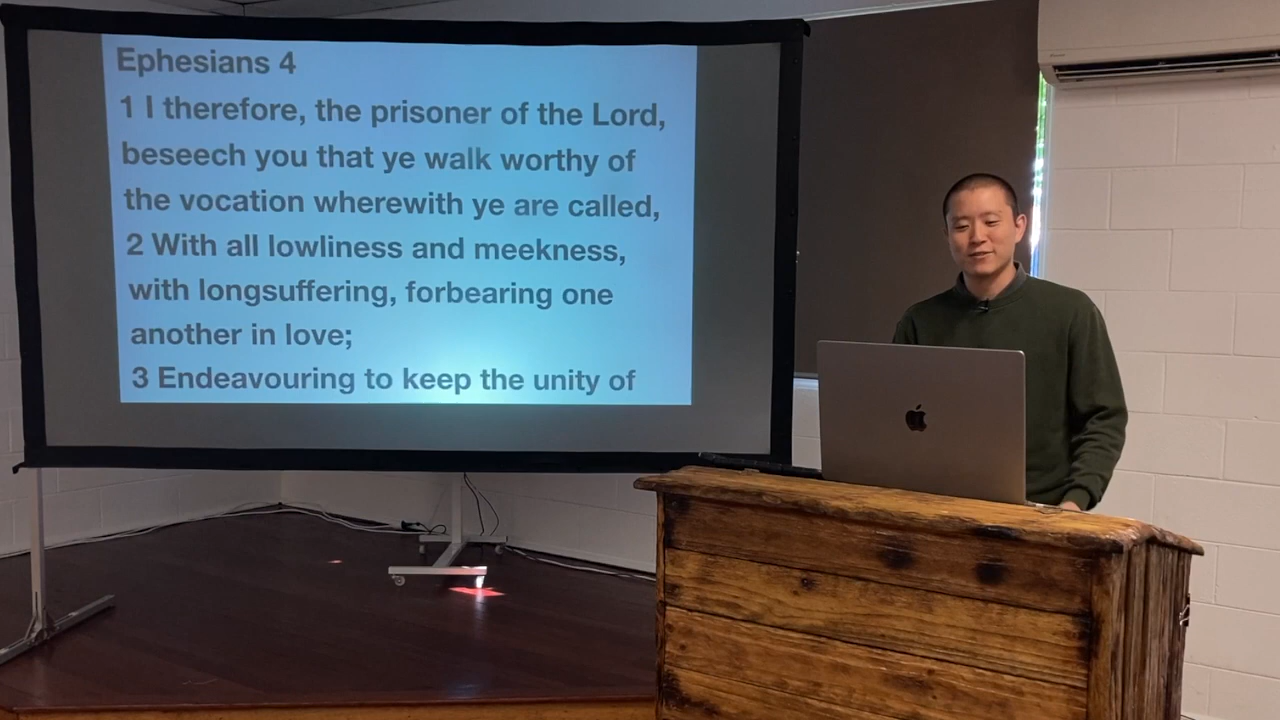 Ephesians 4
1 I therefore, the prisoner of the Lord,
beseech you that ye walk worthy of
the vocation wherewith ye are called,
2 With all lowliness and meekness,
with longsuffering, forbearing one
another in love;
3 Endeavouring to keep the unity of